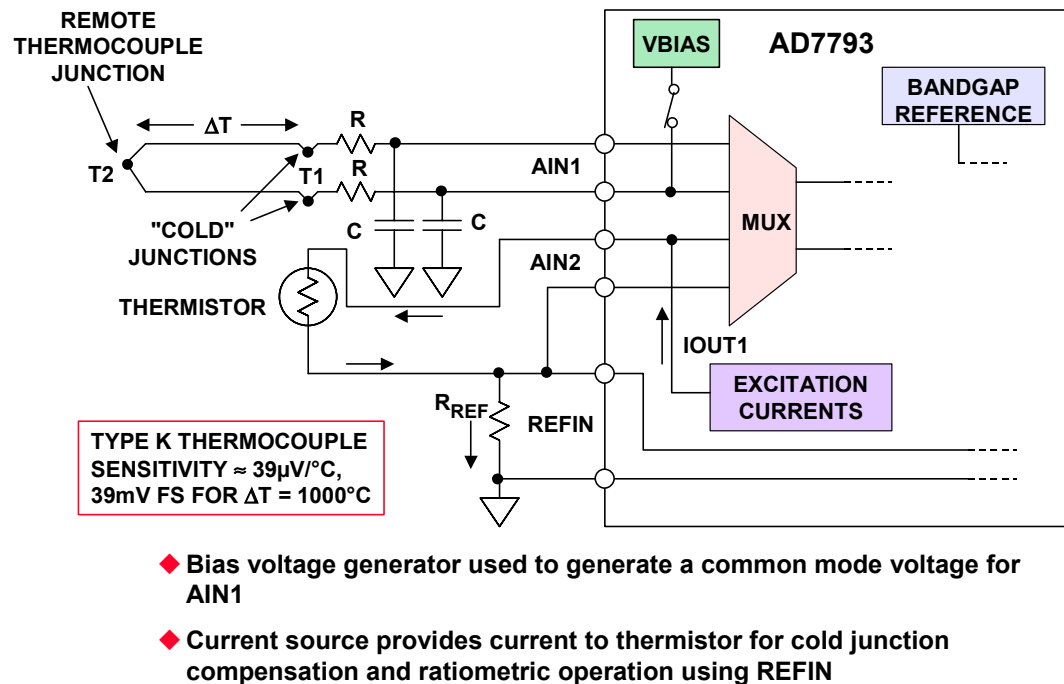 REMOTE
THERMOCOUPLE
JUNCTION
VBIAS
AD7793
BANDGAP
REFERENCE
ΔT
R
T2
T1
R
AIN1
"COLD"
JUNCTIONS
C
C
MUX
AIN2
THERMISTOR
IOUT1
RREF
REFIN
EXCITATION
CURRENTS
TYPE K THERMOCOUPLE
SENSITIVITY ≈ 39µV/°C,
39mV FS FOR ΔT = 1000°C
◆ Bias voltage generator used to generate a common mode voltage for
AIN1
◆ Current source provides current to thermistor for cold junction
compensation and ratiometric operation using REFIN